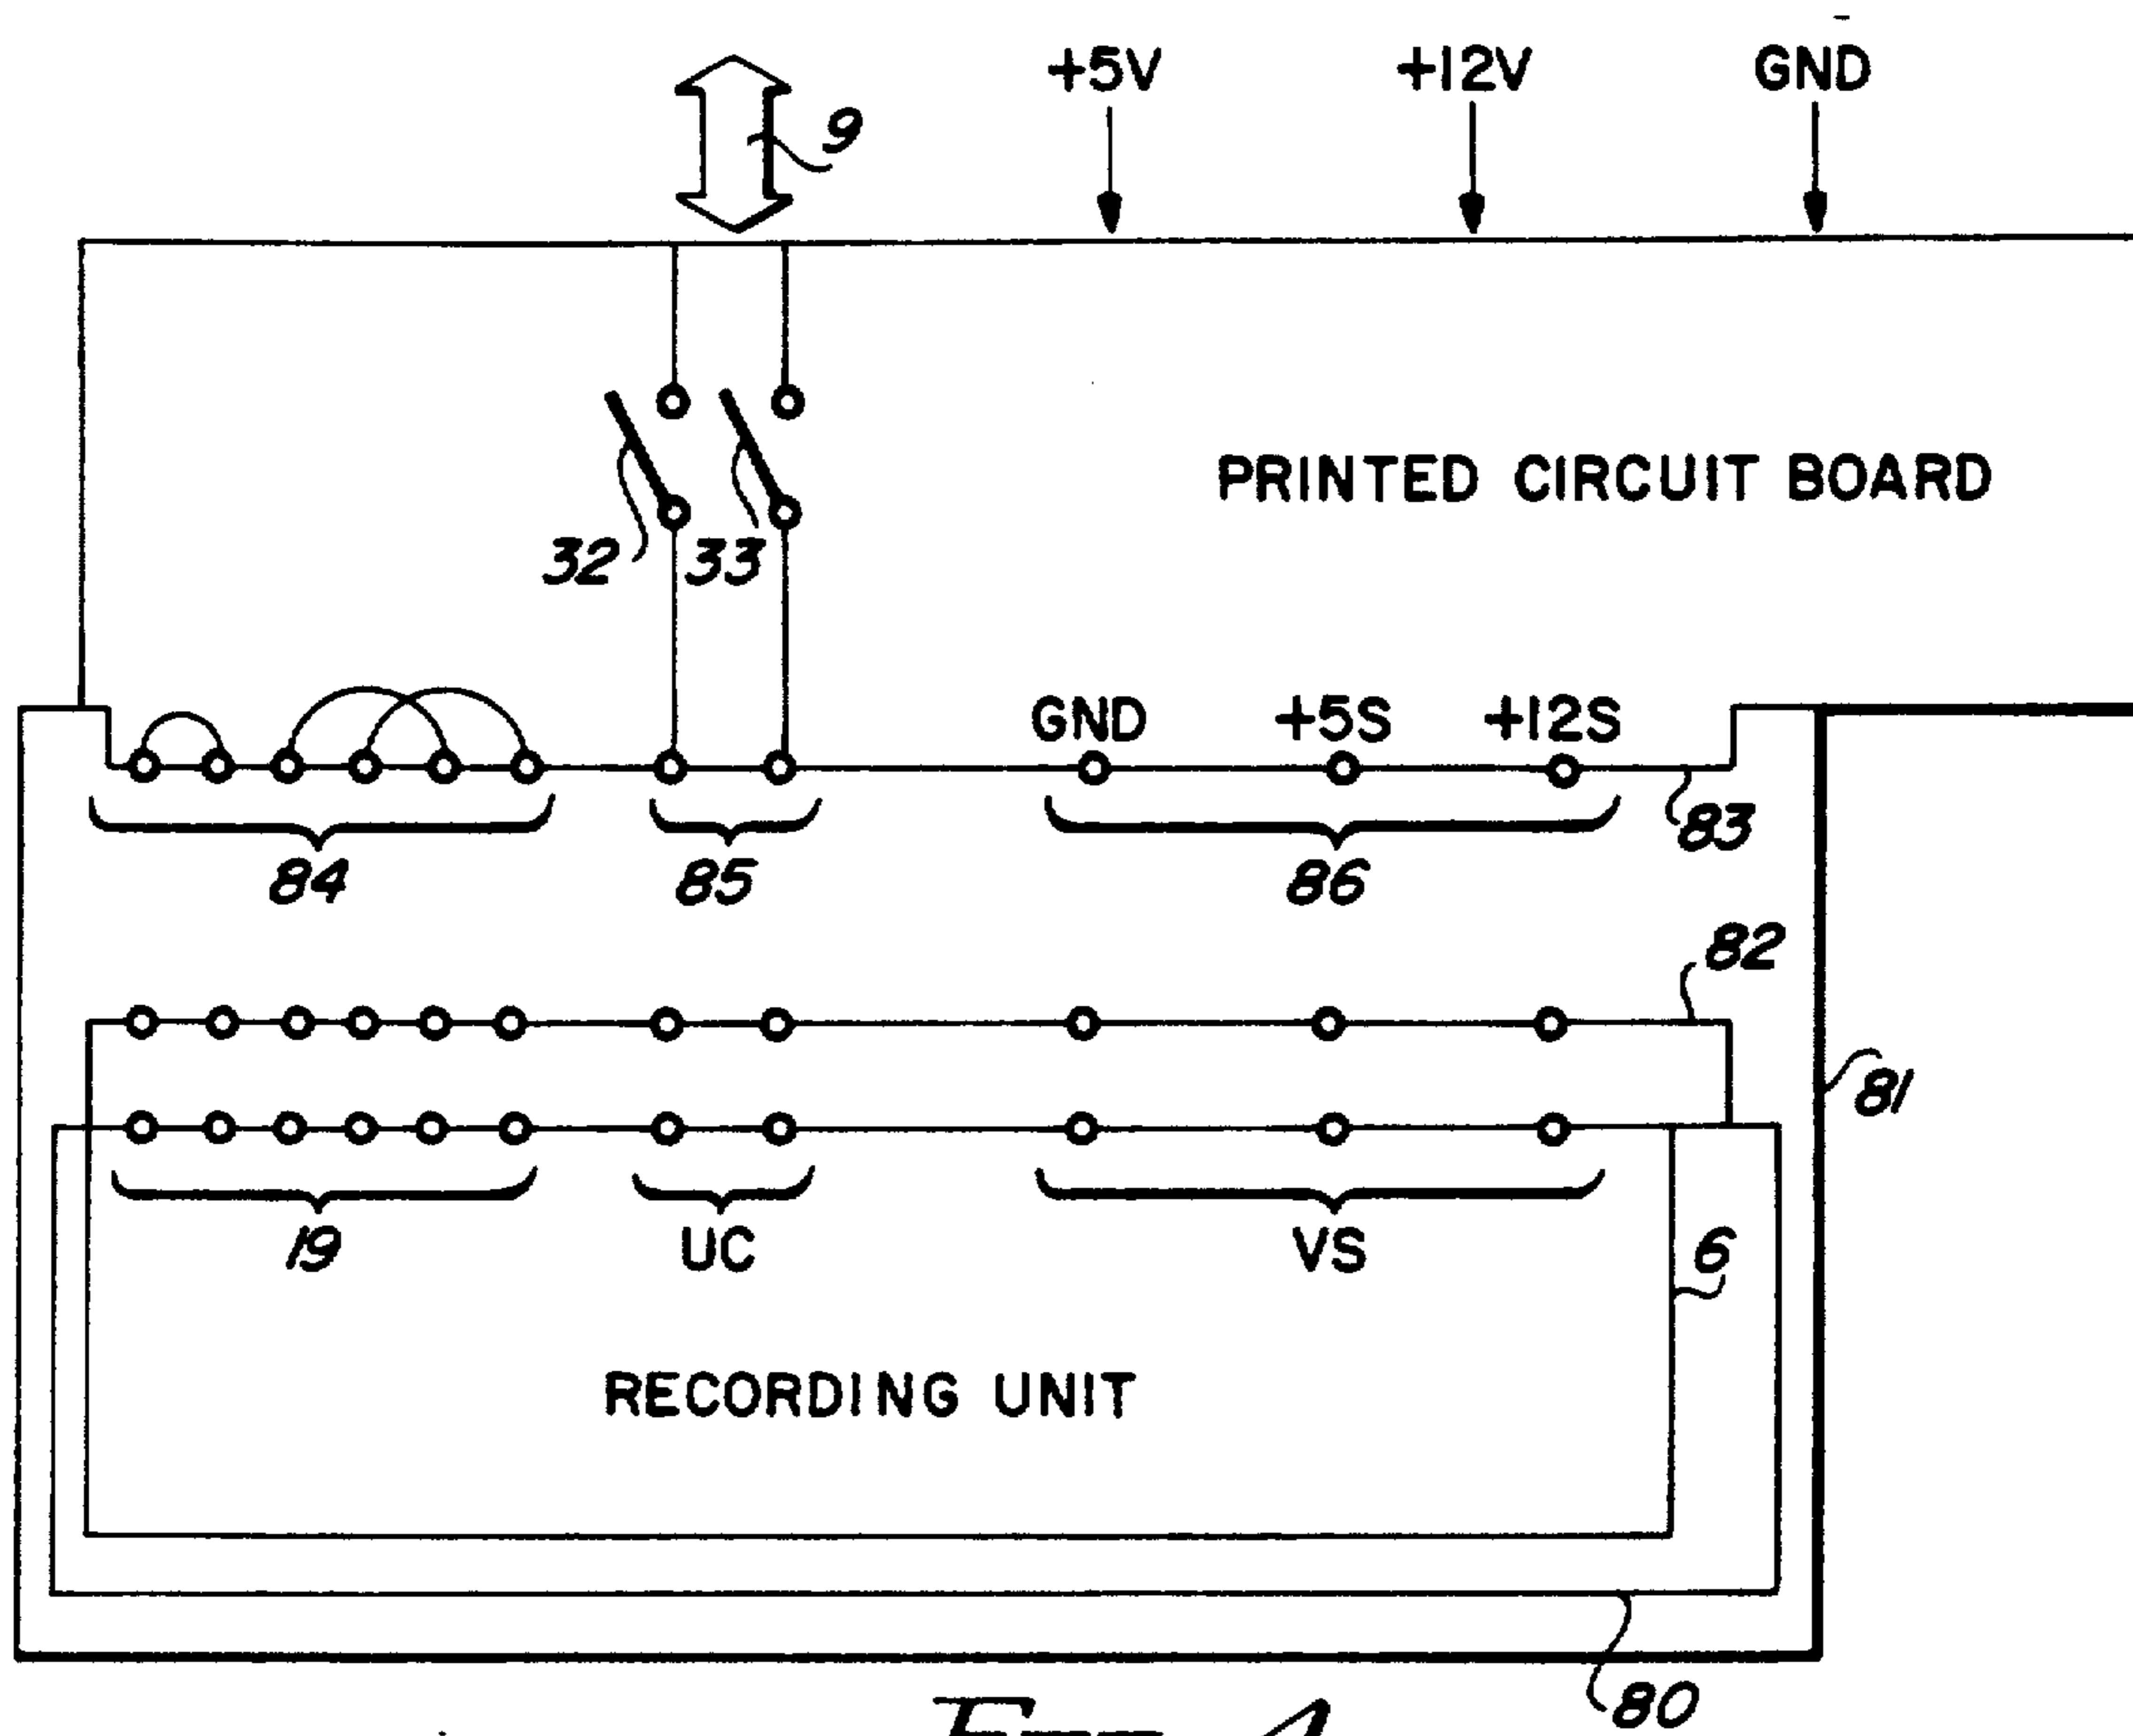 +5V +12V GND
9
PRINTED CIRCUIT BOARD
32 33
GND +5S +12S
83
84 85 86
82
81
19 UC VS
6
RECORDING UNIT
80